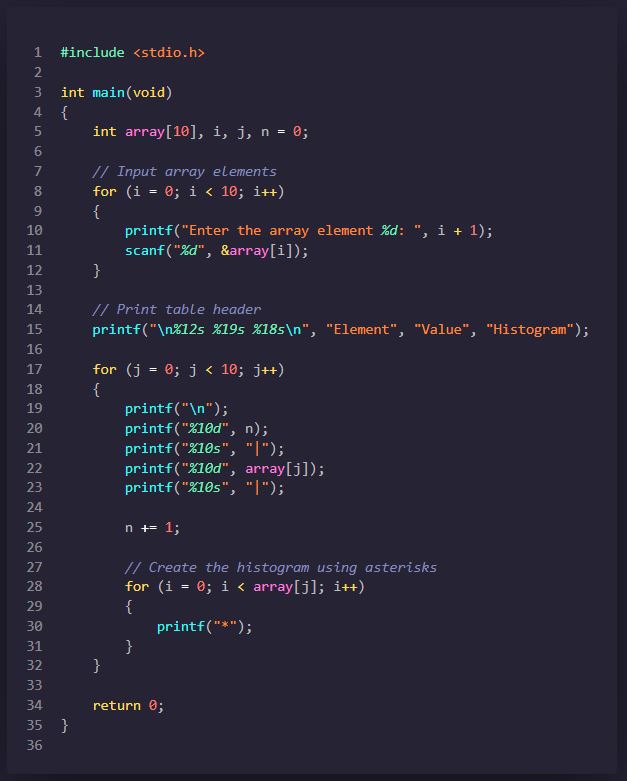 1 #include <stdio.h>
2
3 int main(void)
4 {
5     int array[10], i, j, n = 0;
6
7     // Input array elements
8     for (i = 0; i < 10; i++)
9     {
10         printf("Enter the array element %d: ", i + 1);
11         scanf("%d", &array[i]);
12     }
13
14     // Print table header
15     printf("\n%12s %19s %18s\n", "Element", "Value", "Histogram");
16
17     for (j = 0; j < 10; j++)
18     {
19         printf("\n");
20         printf("%10d", n);
21         printf("%10s", "|");
22         printf("%10d", array[j]);
23         printf("%10s", "|");
24
25         n += 1;
26
27         // Create the histogram using asterisks
28         for (i = 0; i < array[j]; i++)
29         {
30             printf("*");
31         }
32     }
33
34     return 0;
35 }
36